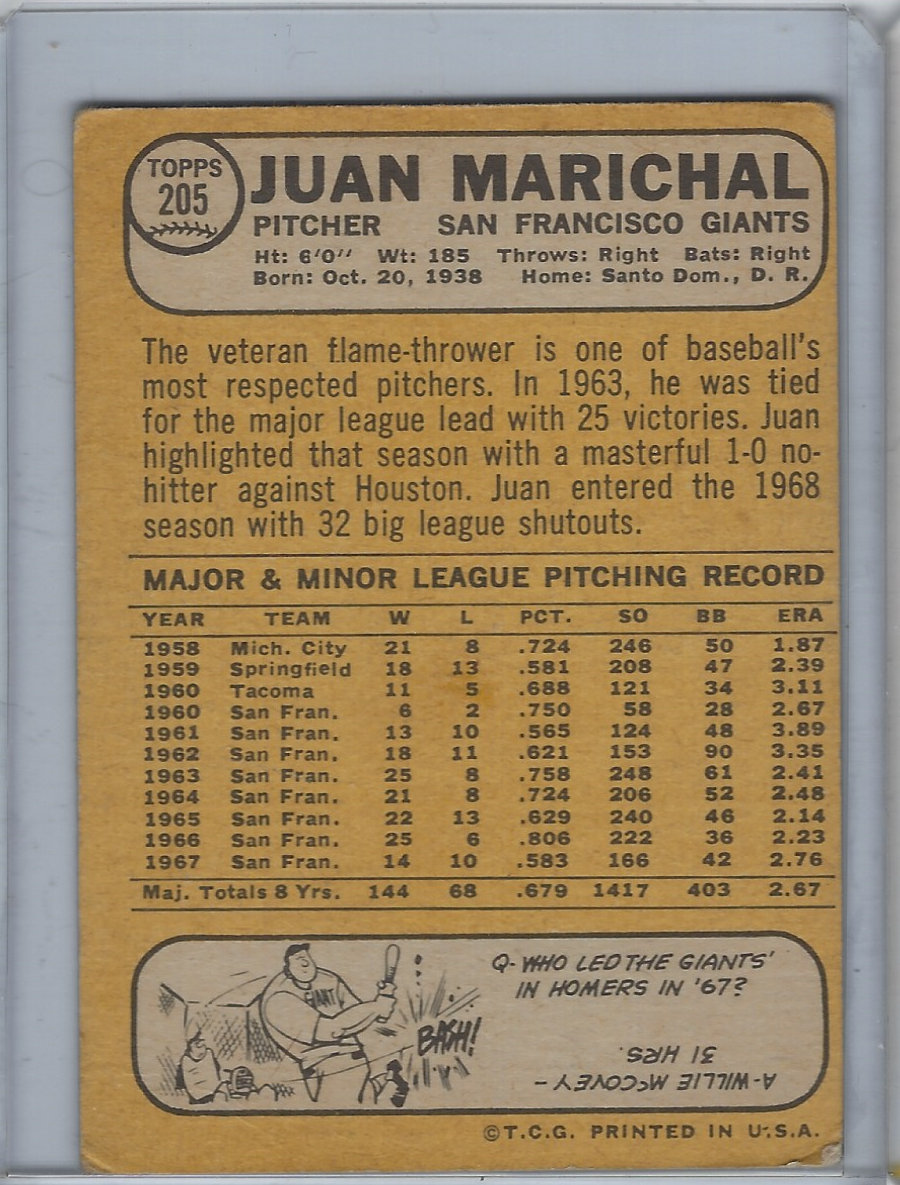 TOPPS
205
JUAN MARICHAL
PITCHER SAN FRANCISCO GIANTS
Ht: 6'0" Wt: 185 Throws: Right Bats: Right
Born: Oct. 20, 1938 Home: Santo Dom., D. R.
The veteran flame-thrower is one of baseball's
most respected pitchers. In 1963, he was tied
for the major league lead with 25 victories. Juan
highlighted that season with a masterful 1-0 no-
hitter against Houston. Juan entered the 1968
season with 32 big league shutouts.
MAJOR & MINOR LEAGUE PITCHING RECORD
YEAR TEAM W L PCT. SO BB ERA
1958 Mich. City 21 8 .724 246 50 1.87
1959 Springfield 18 13 .581 208 47 2.39
1960 Tacoma 11 5 .688 121 34 3.11
1960 San Fran. 6 2 .750 58 28 2.67
1961 San Fran. 13 10 .565 124 48 3.89
1962 San Fran. 18 11 .621 153 90 3.35
1963 San Fran. 25 8 .758 248 61 2.41
1964 San Fran. 21 8 .724 206 52 2.48
1965 San Fran. 22 13 .629 240 46 2.14
1966 San Fran. 25 6 .806 222 36 2.23
1967 San Fran. 14 10 .583 166 42 2.76
Maj. Totals 8 Yrs. 144 68 .679 1417 403 2.67
GIANT
BASH!
Q-WHO LED THE GIANTS'
IN HOMERS IN '67?
A-WILLIE McCOVEY -
31 HRS.
©T.C.G. PRINTED IN U.S.A.